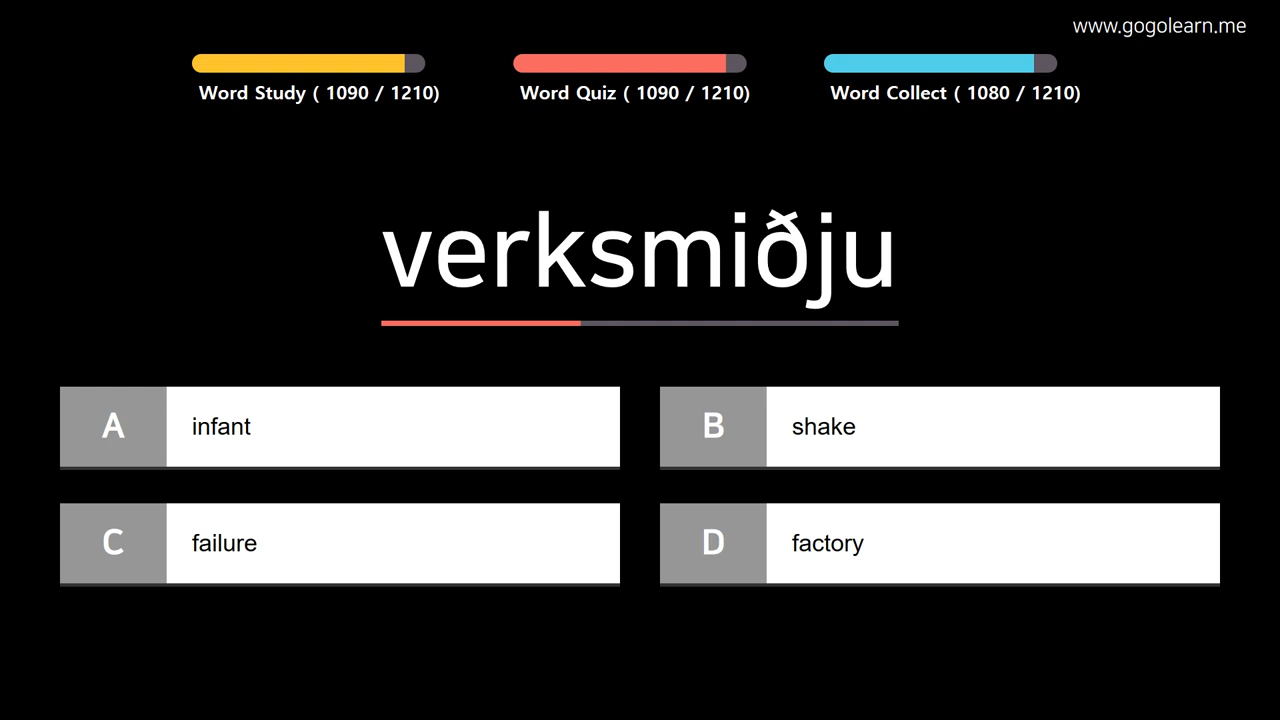 www.gogolearn.me
Word Study ( 1090 / 1210)
Word Quiz ( 1090 / 1210)
Word Collect ( 1080 / 1210)
verksmiðju
A infant
B shake
C failure
D factory